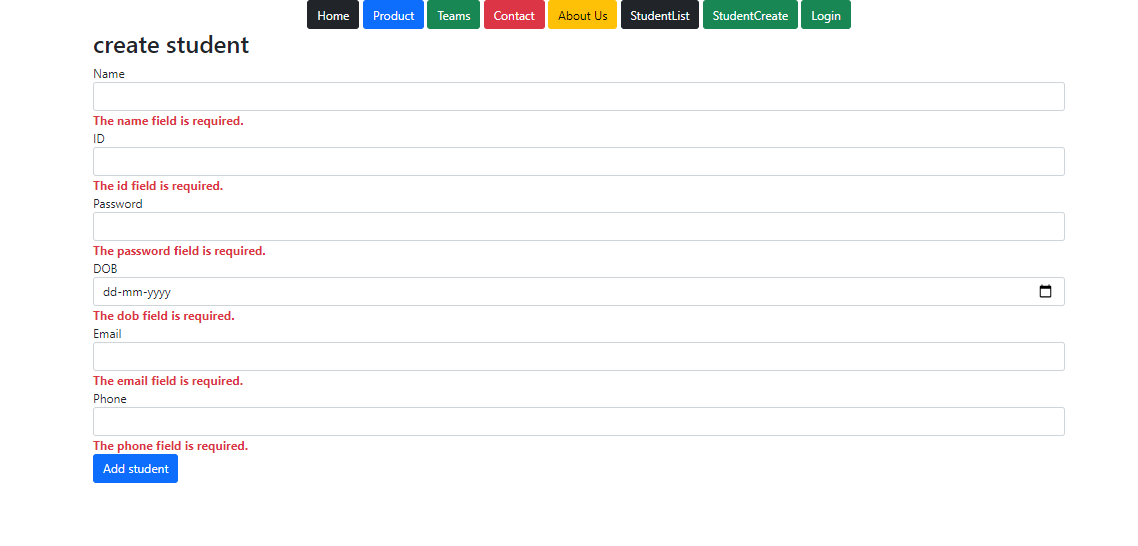 Home Product Teams Contact About Us StudentList StudentCreate Login
create student
Name
The name field is required.
ID
The id field is required.
Password
The password field is required.
DOB
dd-mm-yyyy
The dob field is required.
Email
The email field is required.
Phone
The phone field is required.
Add student